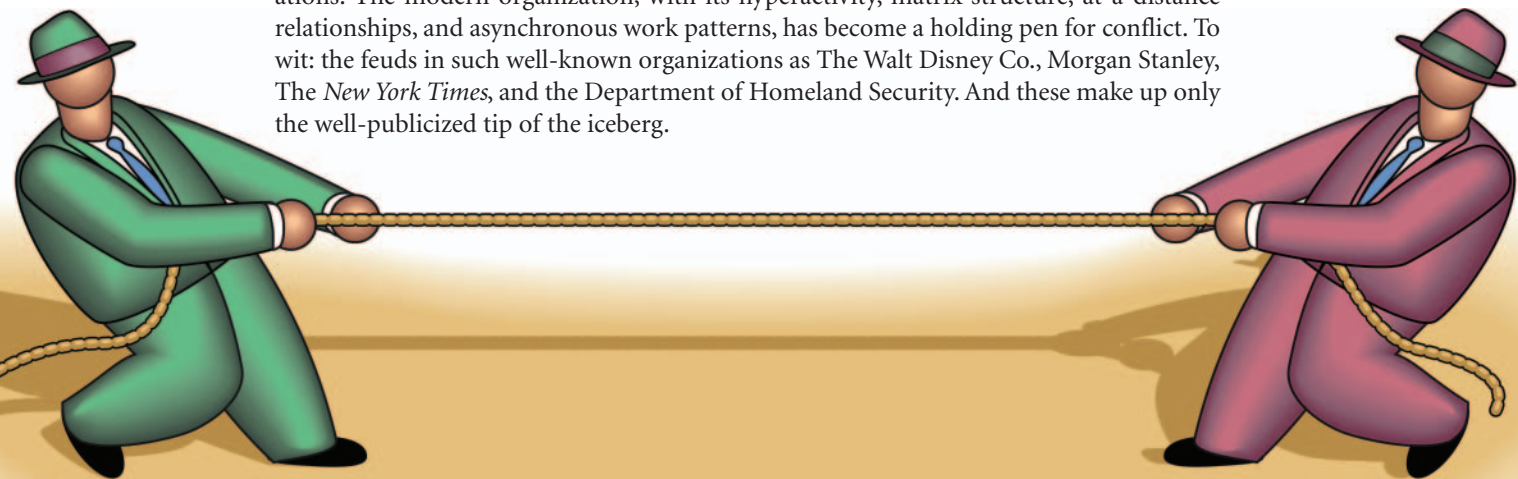 ations. The modern organization, with its hyperactivity, matrix structure, at-a-distance
relationships, and asynchronous work patterns, has become a holding pen for conflict. To
wit: the feuds in such well-known organizations as The Walt Disney Co., Morgan Stanley,
The New York Times, and the Department of Homeland Security. And these make up only
the well-publicized tip of the iceberg.